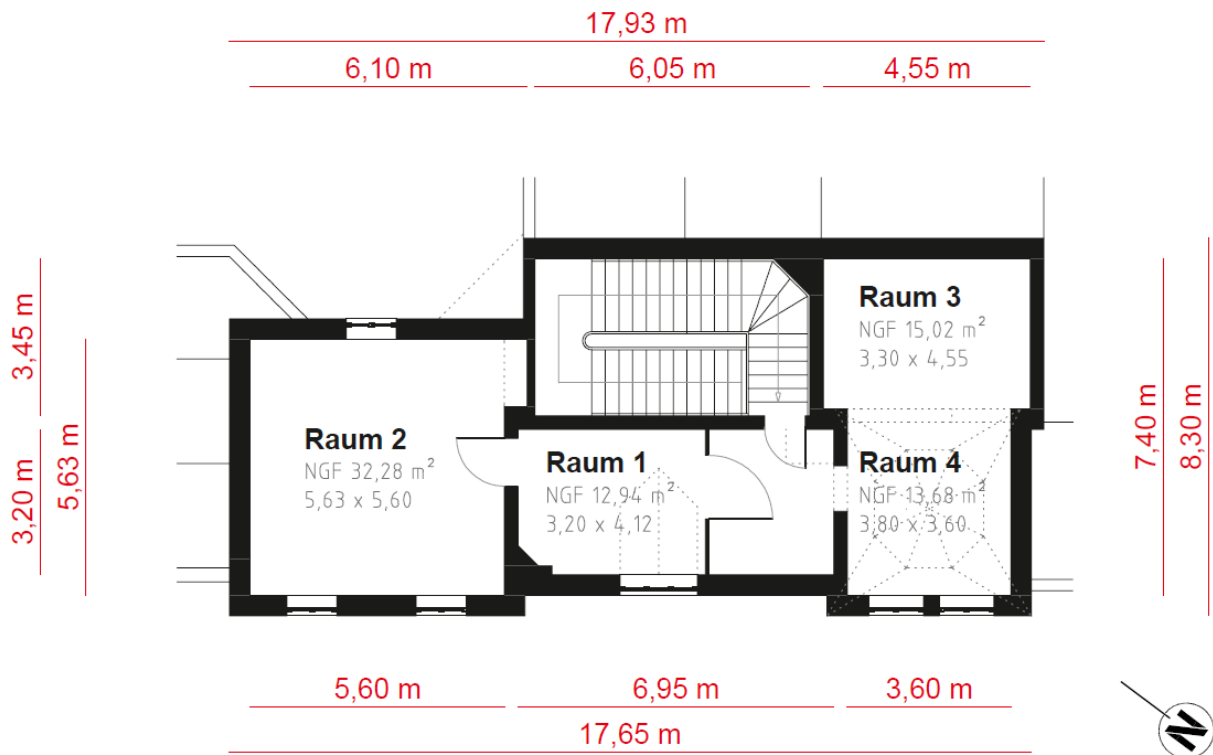 17,93 m
6,10 m
6,05 m
4,55 m
3,45 m
3,20 m
5,63 m
Raum 3
NGF 15,02 m²
3,30 x 4,55
Raum 2
NGF 32,28 m²
5,63 x 5,60
Raum 1
NGF 12,94 m²
3,20 x 4,12
Raum 4
NGF 13,68 m²
3,80 x 3,60
7,40 m
8,30 m
5,60 m
6,95 m
3,60 m
17,65 m
N